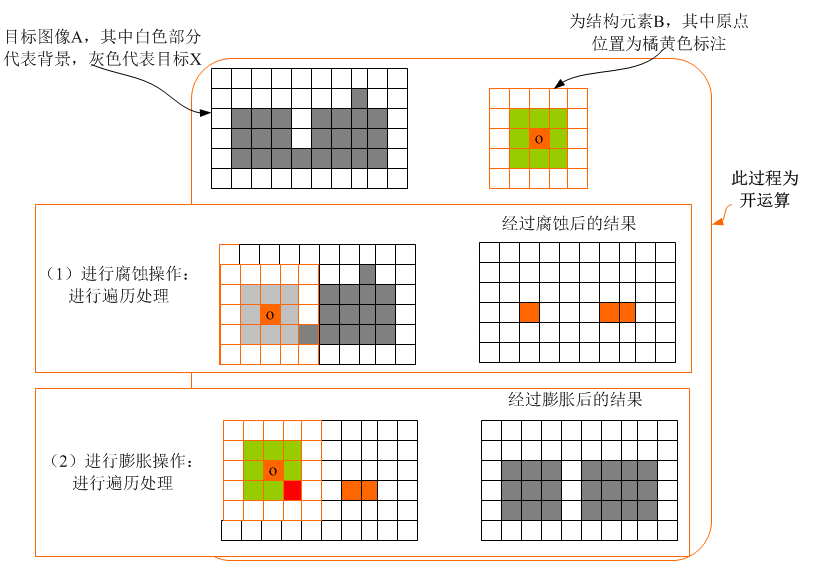 目标图像A，其中白色部分
代表背景，灰色代表目标X
为结构元素B，其中原点
位置为橘黄色标注
o
此过程为
开运算
经过腐蚀后的结果
（1）进行腐蚀操作：
进行遍历处理
o
经过膨胀后的结果
（2）进行膨胀操作：
进行遍历处理
o